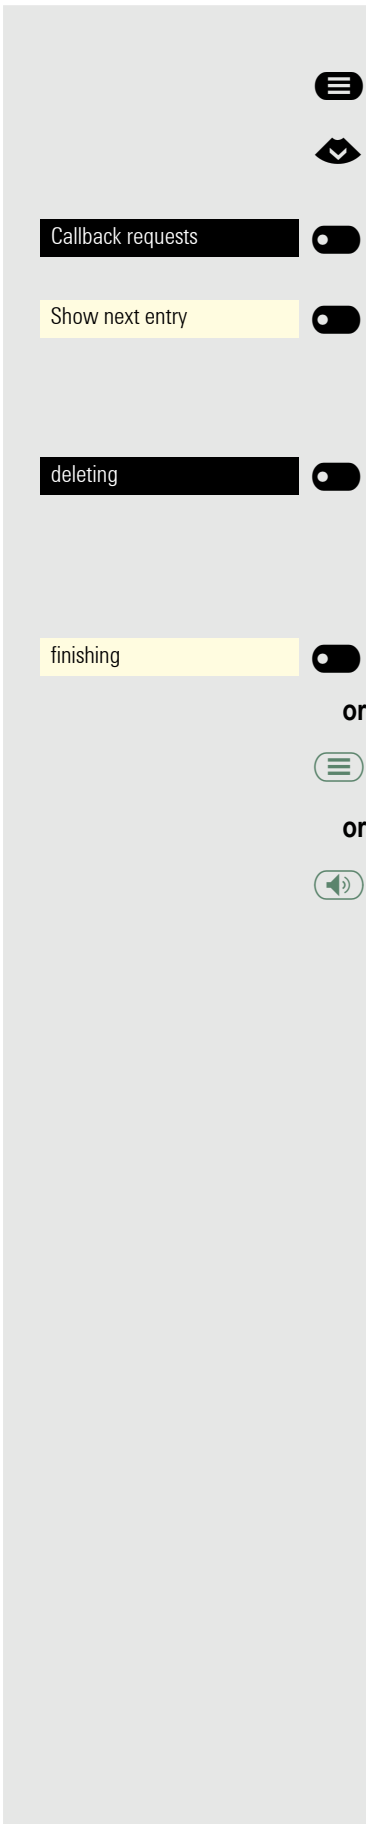 Callback requests
Show next entry
deleting
finishing
or
or